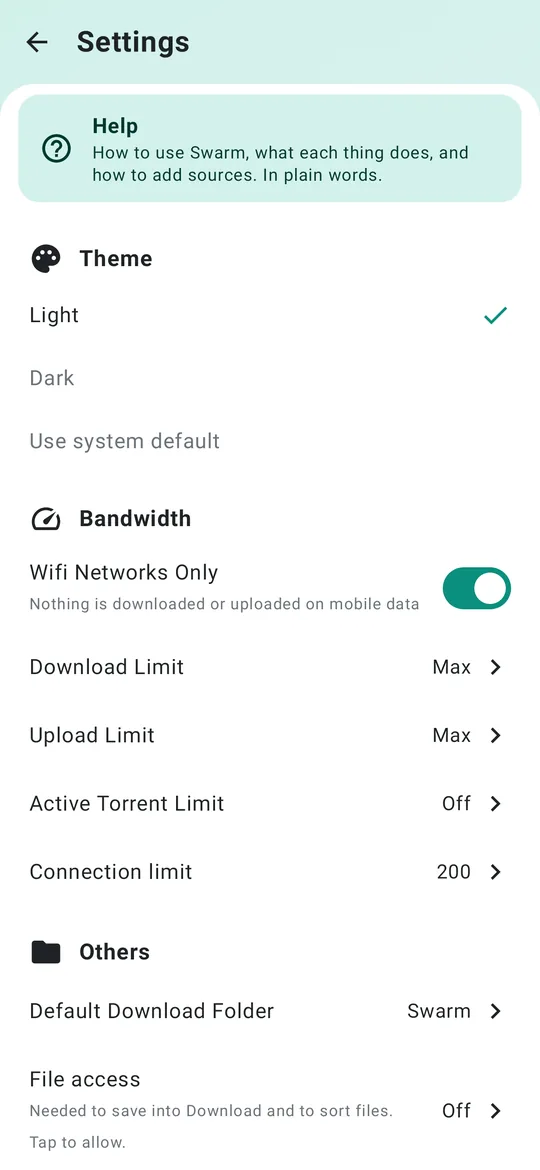 Settings
Help
How to use Swarm, what each thing does, and
how to add sources. In plain words.
Theme
Light
Dark
Use system default
Bandwidth
Wifi Networks Only
Nothing is downloaded or uploaded on mobile data
Download Limit Max
Upload Limit Max
Active Torrent Limit Off
Connection limit 200
Others
Default Download Folder Swarm
File access
Needed to save into Download and to sort files. Off
Tap to allow.